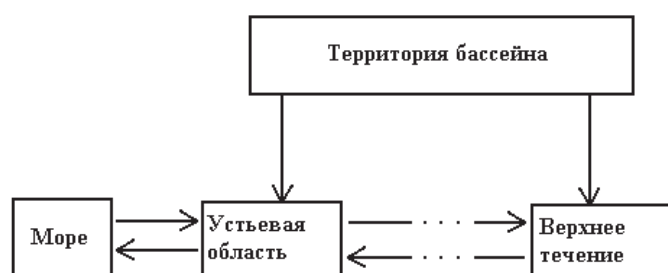 Территория бассейна
Море
Устьевая
область
Верхнее
течение